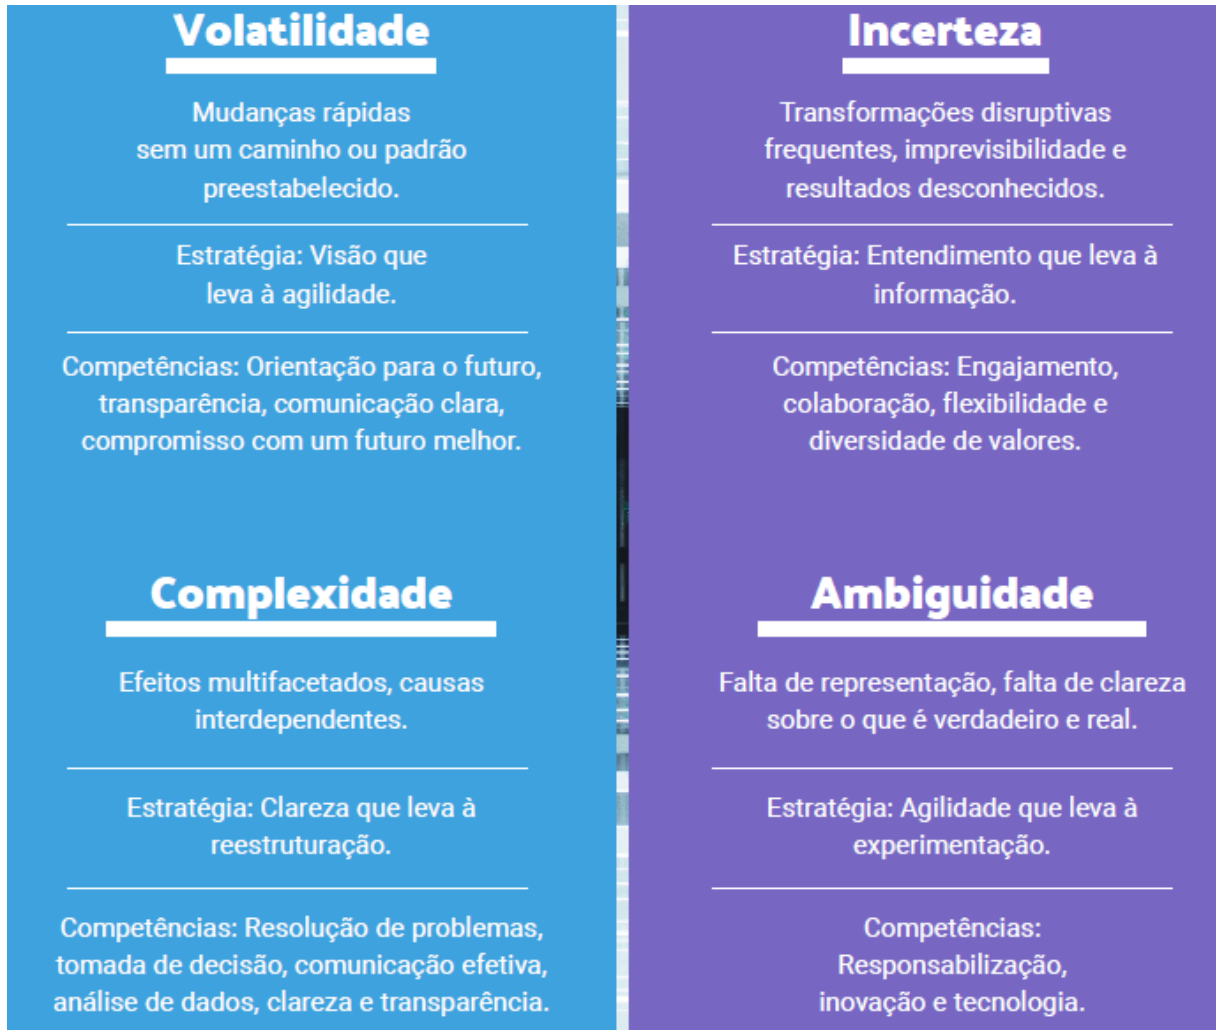 Volatilidade
Mudanças rápidas
sem um caminho ou padrão
preestabelecido.
Estratégia: Visão que
leva à agilidade.
Competências: Orientação para o futuro,
transparência, comunicação clara,
compromisso com um futuro melhor.
Incerteza
Transformações disruptivas
frequentes, imprevisibilidade e
resultados desconhecidos.
Estratégia: Entendimento que leva à
informação.
Competências: Engajamento,
colaboração, flexibilidade e
diversidade de valores.
Complexidade
Efeitos multifacetados, causas
interdependentes.
Estratégia: Clareza que leva à
reestruturação.
Competências: Resolução de problemas,
tomada de decisão, comunicação efetiva,
análise de dados, clareza e transparência.
Ambiguidade
Falta de representação, falta de clareza
sobre o que é verdadeiro e real.
Estratégia: Agilidade que leva à
experimentação.
Competências:
Responsabilização,
inovação e tecnologia.